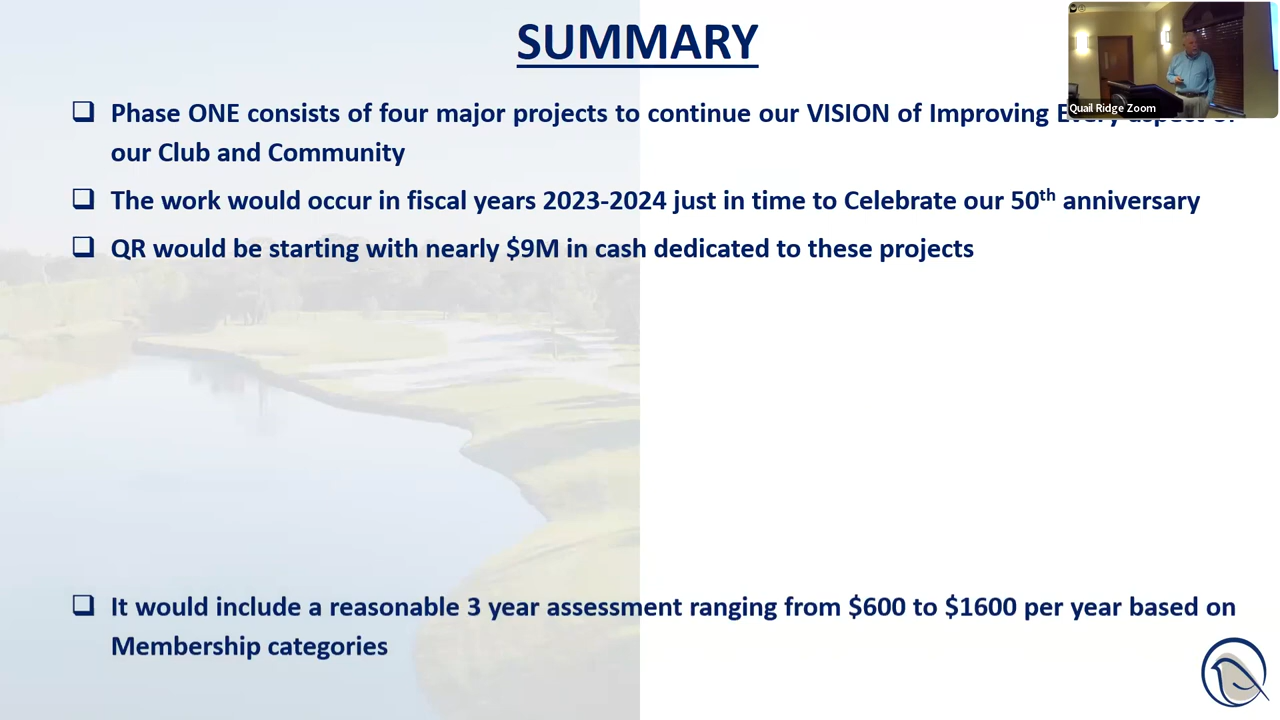 SUMMARY
Quail Ridge Zoom
❑ Phase ONE consists of four major projects to continue our VISION of Improving Every aspect of
our Club and Community
❑ The work would occur in fiscal years 2023-2024 just in time to Celebrate our 50th anniversary
❑ QR would be starting with nearly $9M in cash dedicated to these projects
❑ It would include a reasonable 3 year assessment ranging from $600 to $1600 per year based on
Membership categories